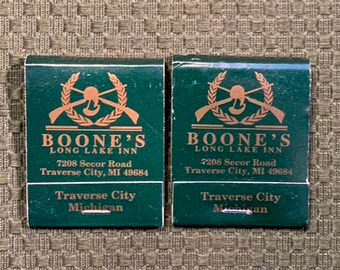 BOONE'S
LONG LAKE INN
7208 Secor Road
Traverse City, MI 49684
Traverse City
Michigan
BOONE'S
LONG LAKE INN
7208 Secor Road
Traverse City, MI 49684
Traverse City
Michigan